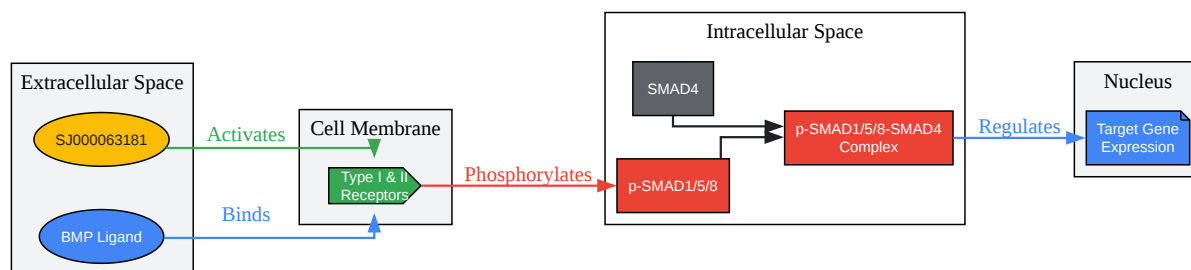 Extracellular Space
SJ000063181
BMP Ligand
Activates
Binds
Cell Membrane
Type I & II
Receptors
Phosphorylates
Intracellular Space
SMAD4
p-SMAD1/5/8
p-SMAD1/5/8-SMAD4
Complex
Regulates
Nucleus
Target Gene
Expression